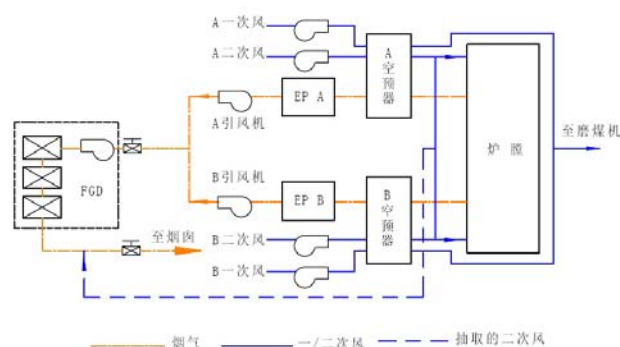 A一次风
A二次风
A空预器
EP A
A引风机
炉膛
至磨煤机
FGD
B引风机
EP B
B空预器
至烟囱
B二次风
B一次风
烟气
一/二次风
抽取的二次风